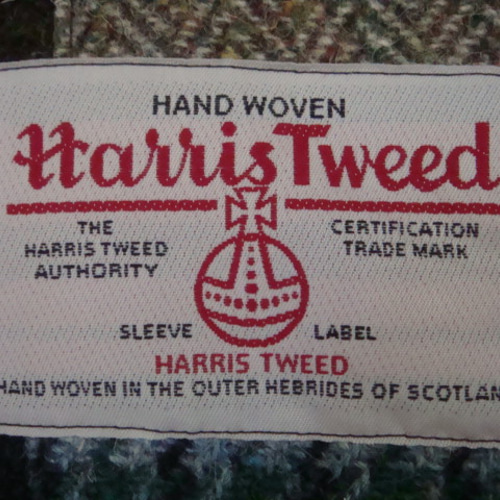 HAND WOVEN
Harris Tweed
THE HARRIS TWEED AUTHORITY
CERTIFICATION TRADE MARK
SLEEVE LABEL
HARRIS TWEED
HAND WOVEN IN THE OUTER HEBRIDES OF SCOTLAN